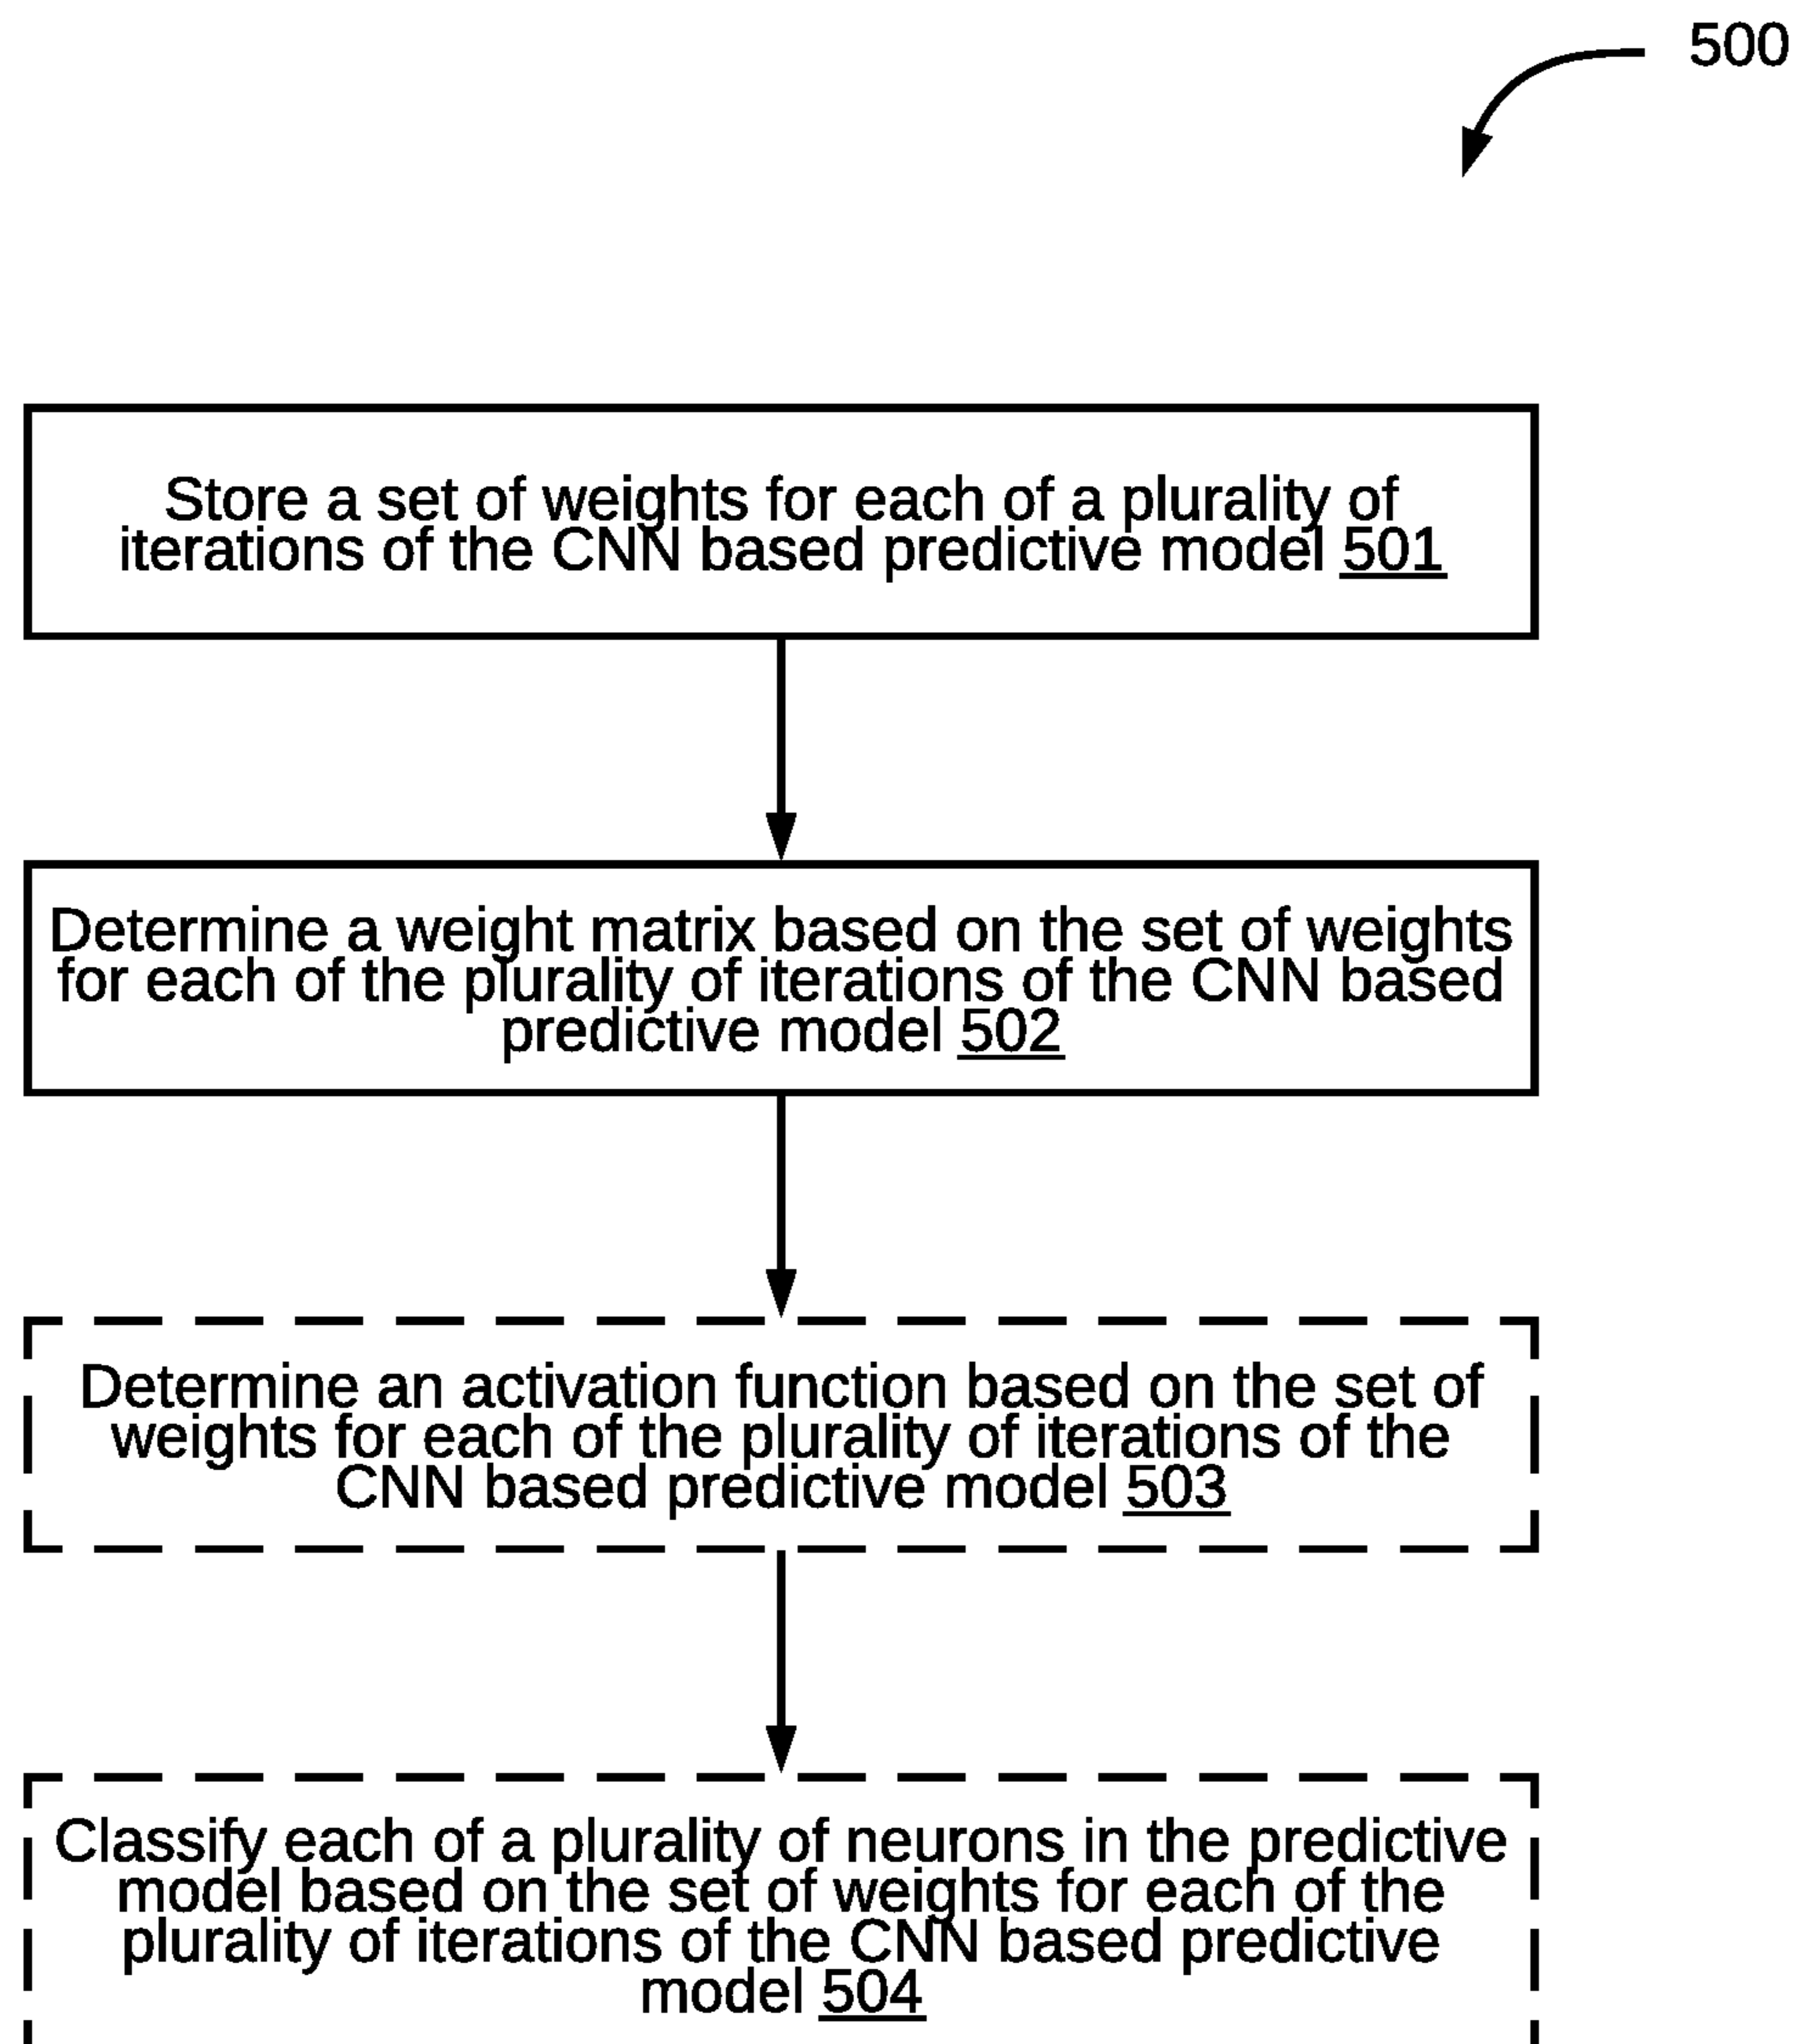 500
Store a set of weights for each of a plurality of
iterations of the CNN based predictive model 501
Determine a weight matrix based on the set of weights
for each of the plurality of iterations of the CNN based
predictive model 502
Determine an activation function based on the set of
weights for each of the plurality of iterations of the
CNN based predictive model 503
Classify each of a plurality of neurons in the predictive
model based on the set of weights for each of the
plurality of iterations of the CNN based predictive
model 504